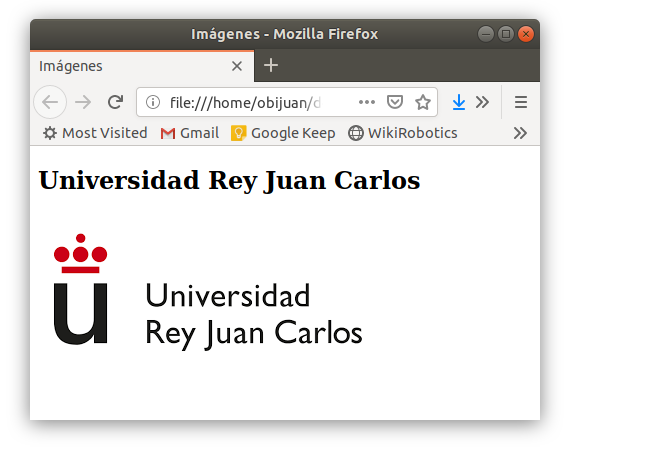 Imágenes - Mozilla Firefox
Imágenes
file:///home/obijuan/d
Most Visited Gmail Google Keep WikiRobotics
Universidad Rey Juan Carlos
u
Universidad
Rey Juan Carlos